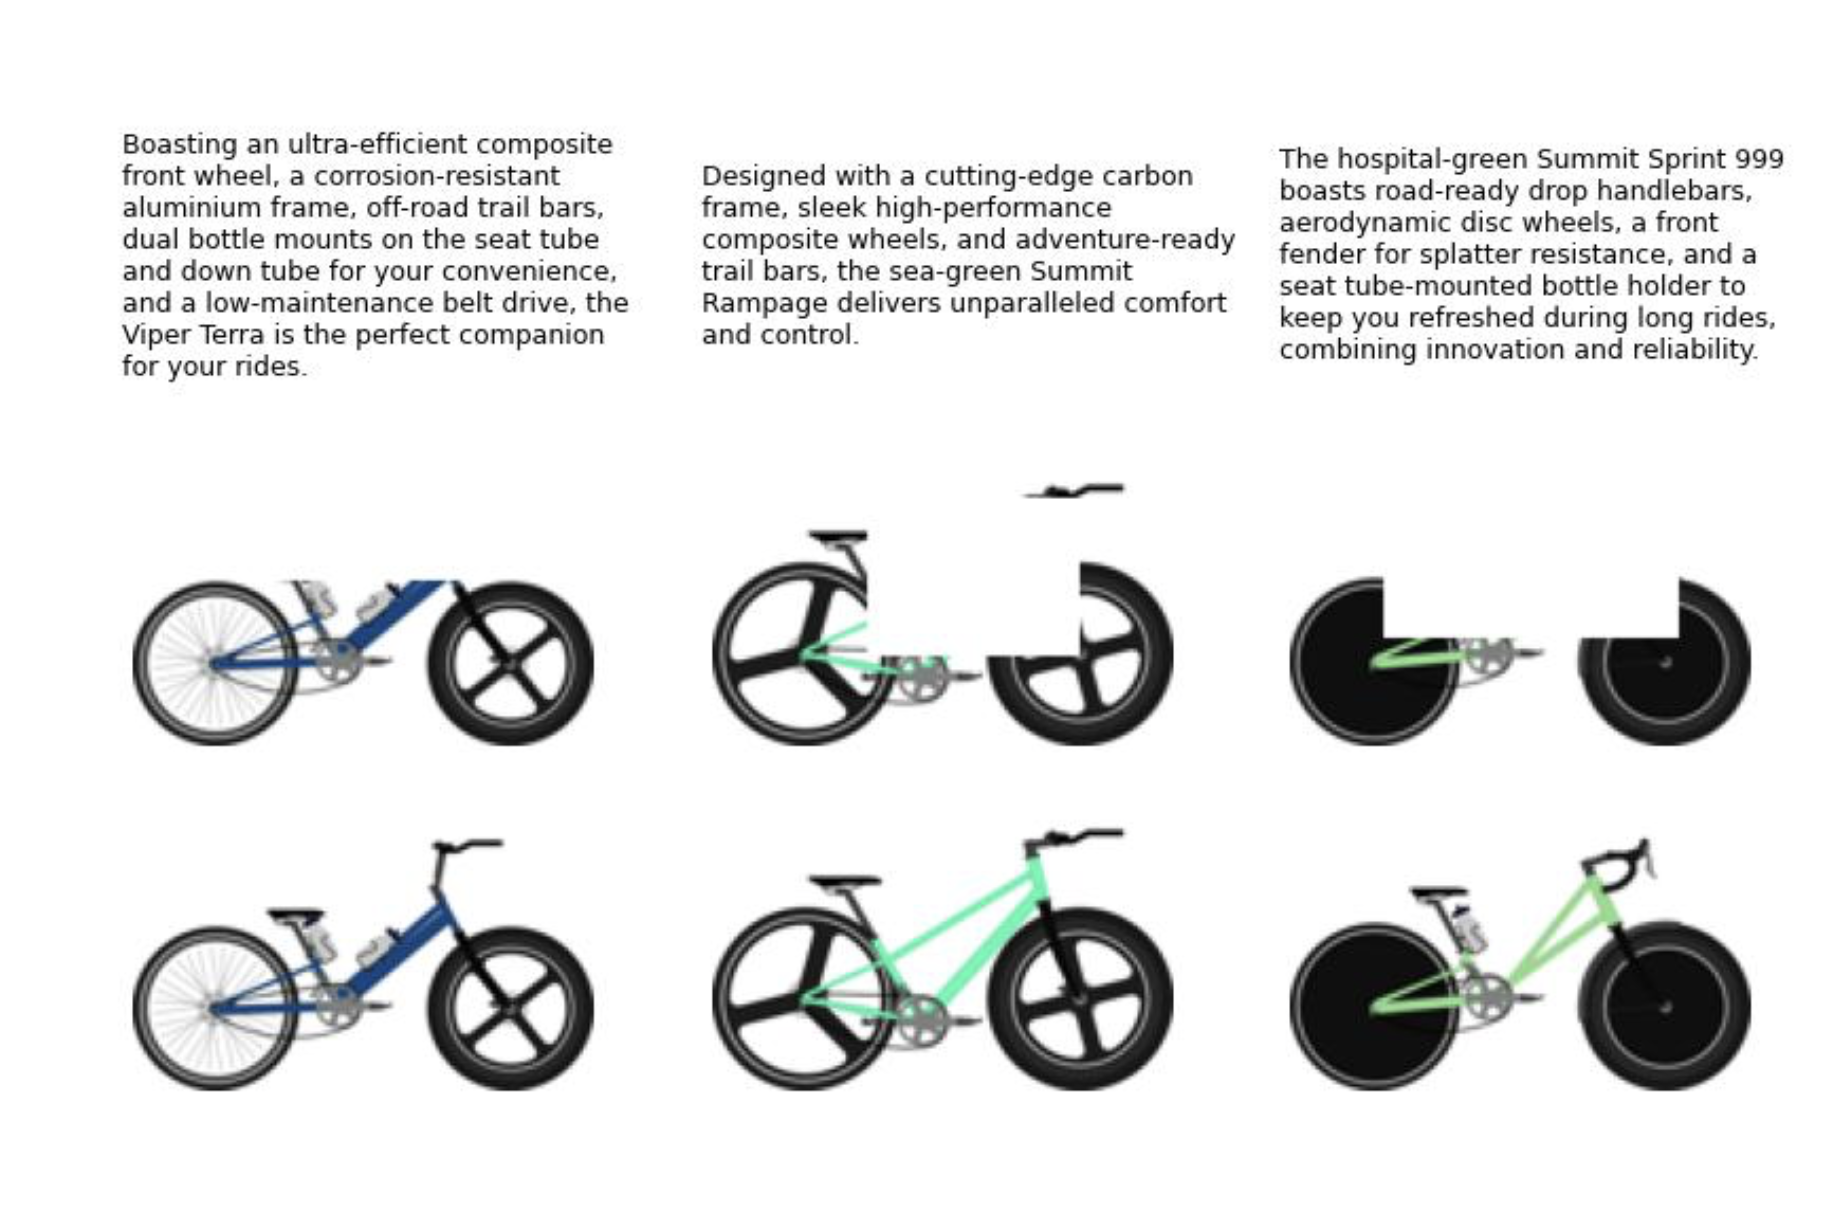 Boasting an ultra-efficient composite
front wheel, a corrosion-resistant
aluminium frame, off-road trail bars,
dual bottle mounts on the seat tube
and down tube for your convenience,
and a low-maintenance belt drive, the
Viper Terra is the perfect companion
for your rides.
Designed with a cutting-edge carbon
frame, sleek high-performance
composite wheels, and adventure-ready
trail bars, the sea-green Summit
Rampage delivers unparalleled comfort
and control.
The hospital-green Summit Sprint 999
boasts road-ready drop handlebars,
aerodynamic disc wheels, a front
fender for splatter resistance, and a
seat tube-mounted bottle holder to
keep you refreshed during long rides,
combining innovation and reliability.